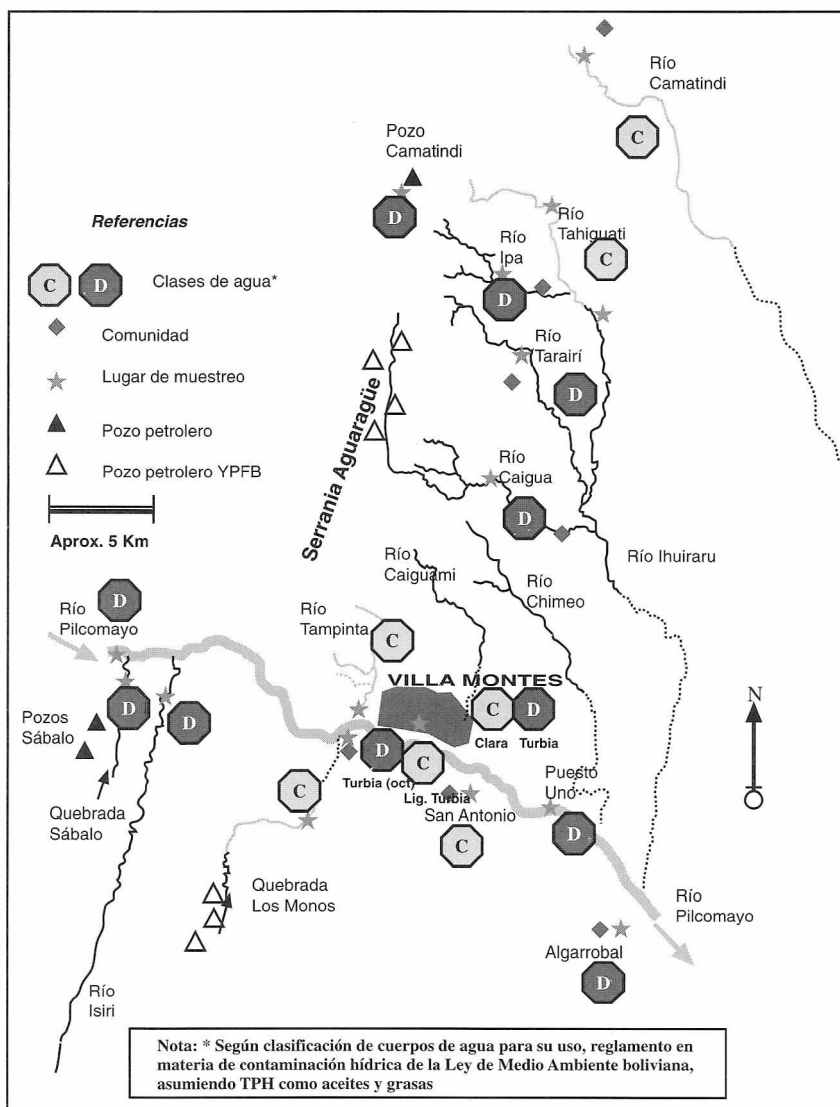 Río
Camatindi
C
Pozo
Camatindi
D
Referencias
Río
Tahiguati
Río
Ipa
C
C D Clases de agua*
D
Comunidad
Río
Tarairí
Lugar de muestreo
D
Pozo petrolero
Serrania Aguaragüe
Pozo petrolero YPFB
Río
Caigua
Aprox. 5 Km
D
Río
Caiguami
Río Ihuiraru
Río
Chimeo
D
Río
Pilcomayo
Río
Tampinta
C
VILLA MONTES
N
Pozos
Sábalo
D
D
C D
Clara Turbia
D C
Turbia (oct)
Lig. Turbia
Puesto
Uno
Quebrada
Sábalo
C
San Antonio
C
D
Quebrada
Los Monos
Río
Pilcomayo
Algarrobal
D
Río
Isiri
Nota: * Según clasificación de cuerpos de agua para su uso, reglamento en
materia de contaminación hídrica de la Ley de Medio Ambiente boliviana,
asumiendo TPH como aceites y grasas